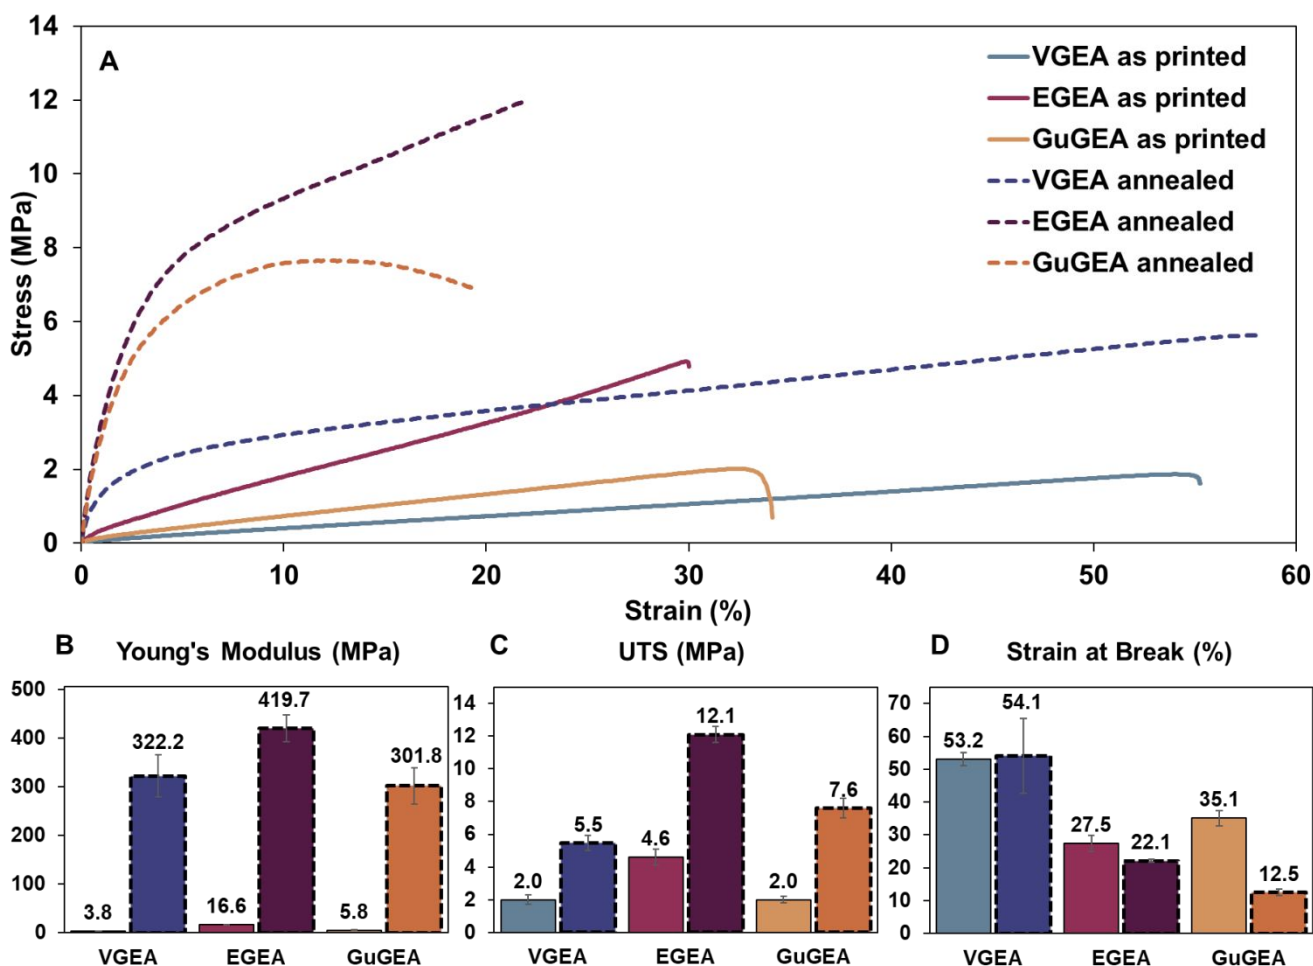 A
Stress (MPa)
14
12
10
8
6
4
2
0
0 10 20 30 40 50 60
Strain (%)
VGEA as printed
EGEA as printed
GuGEA as printed
VGEA annealed
EGEA annealed
GuGEA annealed
B Young's Modulus (MPa)
500
400
300
200
100
0
3.8 322.2 16.6 419.7 5.8 301.8
VGEA EGEA GuGEA
C UTS (MPa)
14
12
10
8
6
4
2
0
2.0 5.5 4.6 12.1 2.0 7.6
VGEA EGEA GuGEA
D Strain at Break (%)
70
60
50
40
30
20
10
0
53.2 54.1 27.5 22.1 35.1 12.5
VGEA EGEA GuGEA